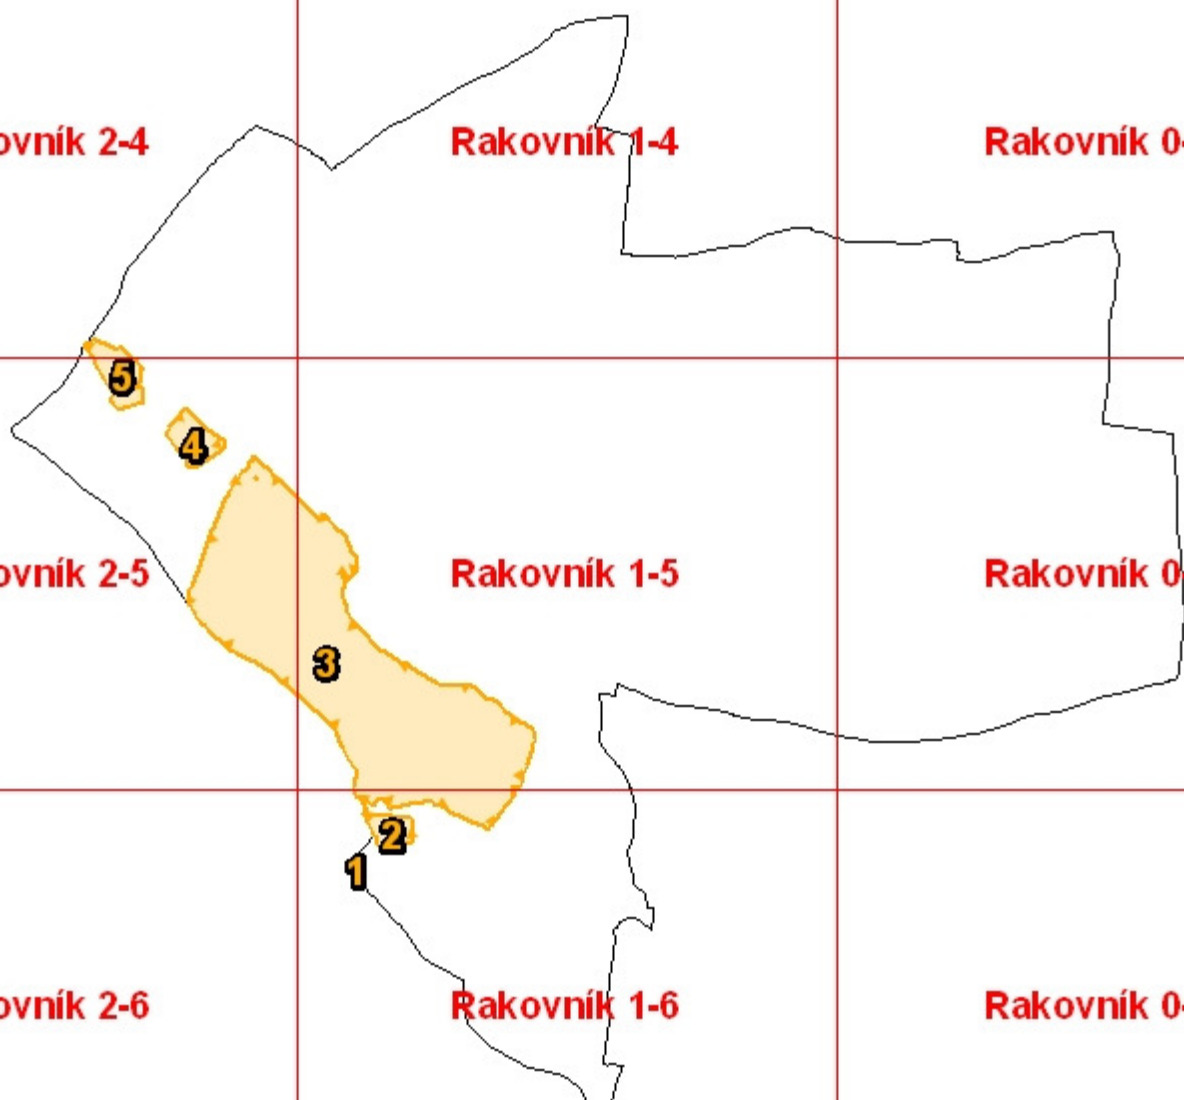 ovník 2-4
Rakovník 1-4
Rakovník 0-
5
4
ovník 2-5
Rakovník 1-5
Rakovník 0
3
2
1
ovník 2-6
Rakovník 1-6
Rakovník 0-